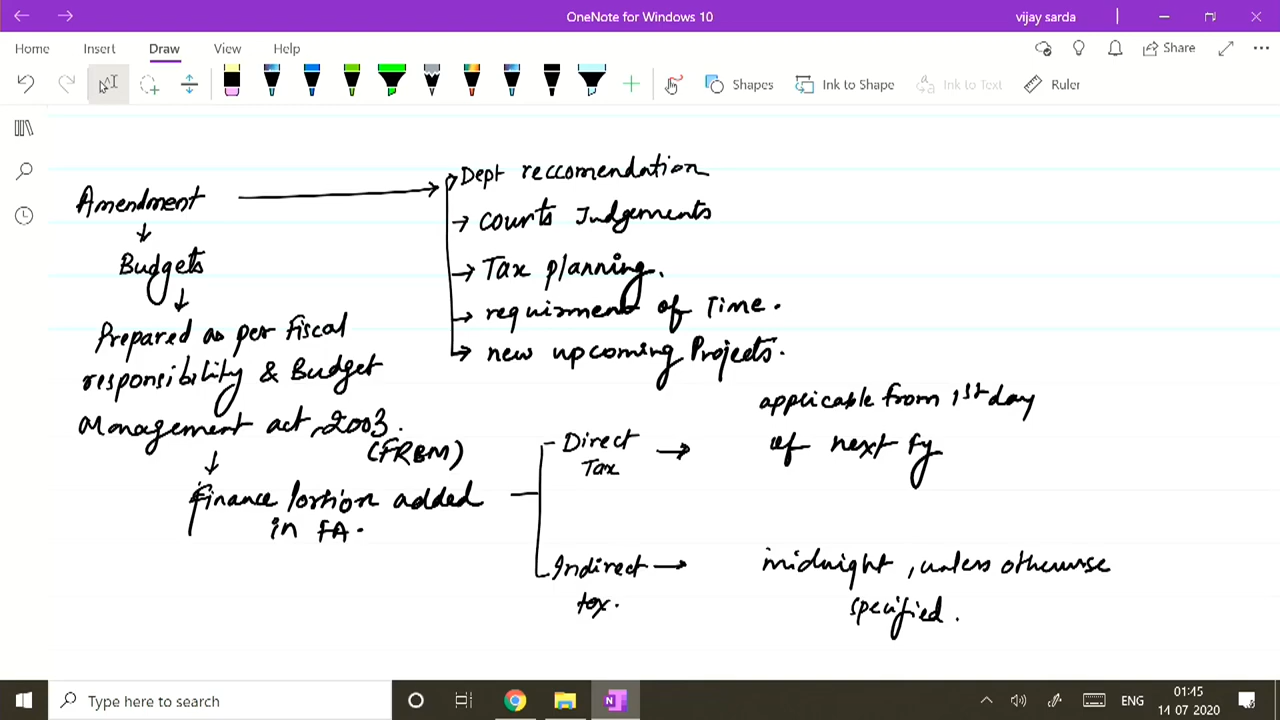 OneNote for Windows 10
vijay sarda
Home Insert Draw View Help
Share
Shapes Ink to Shape Ink to Text Ruler
Amendment
Budgets
Prepared as per Fiscal
responsibility & Budget
Management act, 2003.
(FRBM)
Finance Portion added
in FA.
Dept reccomendation
Courts Judgements
Tax planning.
requirment of Time.
new upcoming Projects.
Direct
Tax
applicable from 1st day
of next Fy
Indirect
tax.
midnight, unless otherwise
specified.
Type here to search
ENG
01:45
14-07-2020
3